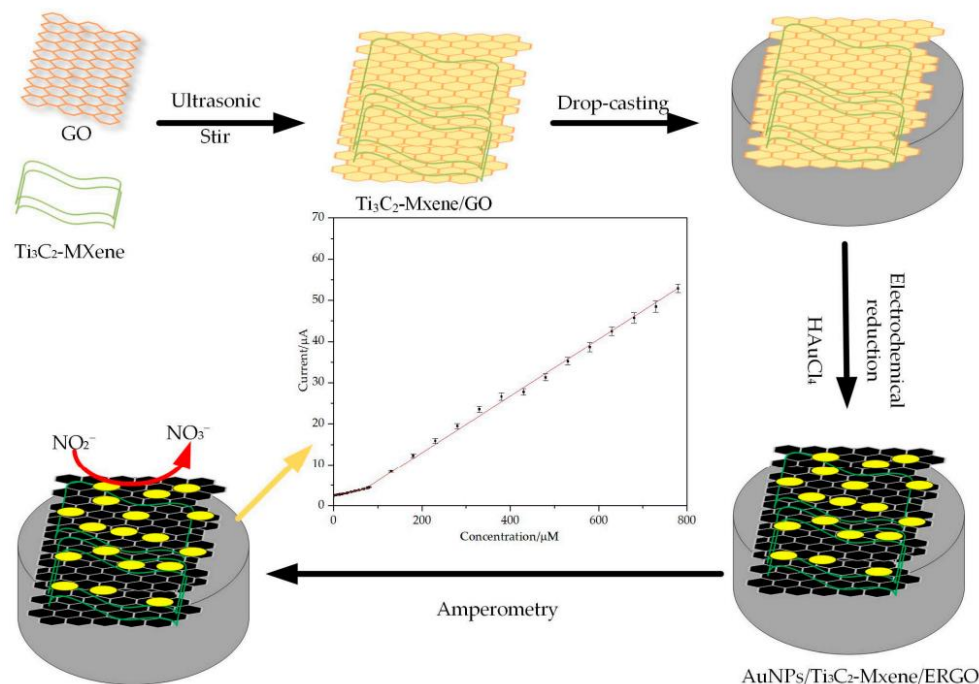 GO
Ultrasonic
Stir
Drop-casting
Ti₃C₂-MXene
Ti₃C₂-Mxene/GO
Electrochemical
reduction
HAuCl₄
Current/μA
70
60
50
40
30
20
10
0
0
200
400
600
800
Concentration/μM
NO₂⁻
NO₃⁻
Amperometry
AuNPs/Ti₃C₂-Mxene/ERGO